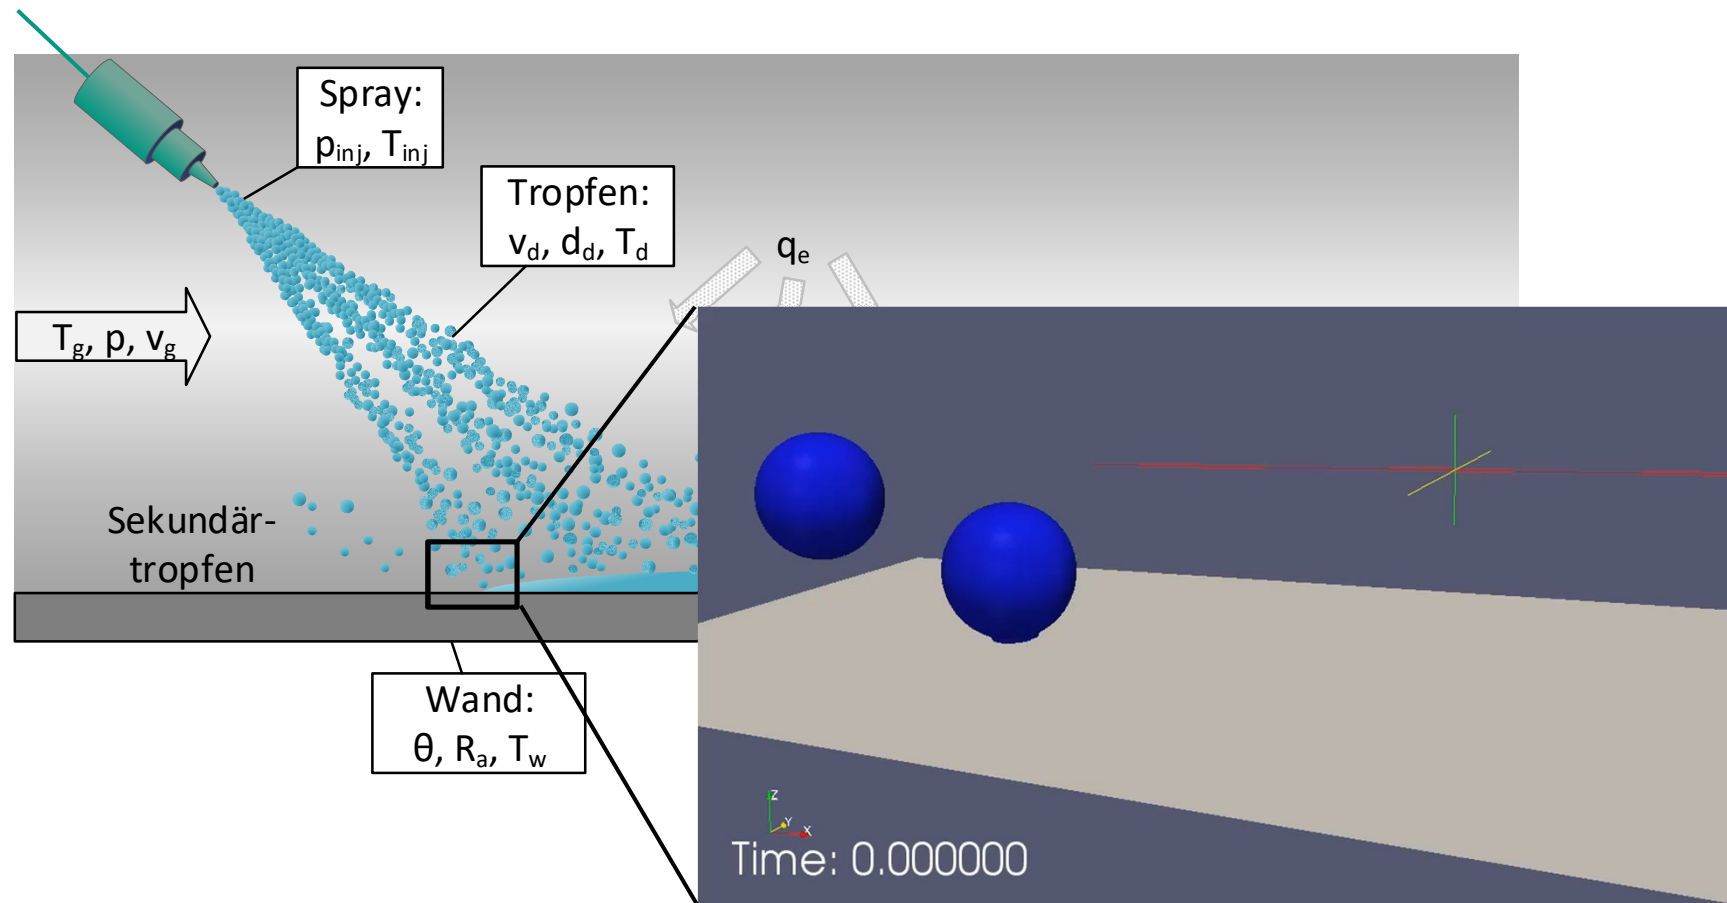 Spray:
pinj, Tinj
Tropfen:
vd, dd, Td
qe
Tg, p, vg
Sekundär-
tropfen
Wand:
θ, Ra, Tw
Z
Y
X
Time: 0.000000